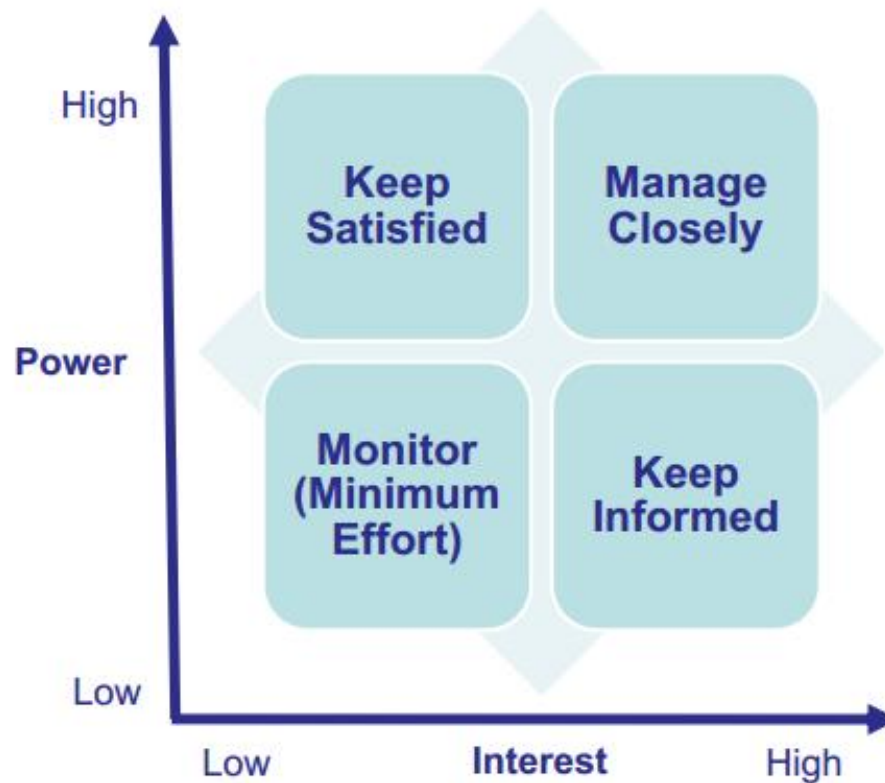 High
Keep
Satisfied
Manage
Closely
Power
Monitor
(Minimum
Effort)
Keep
Informed
Low
Low
Interest
High